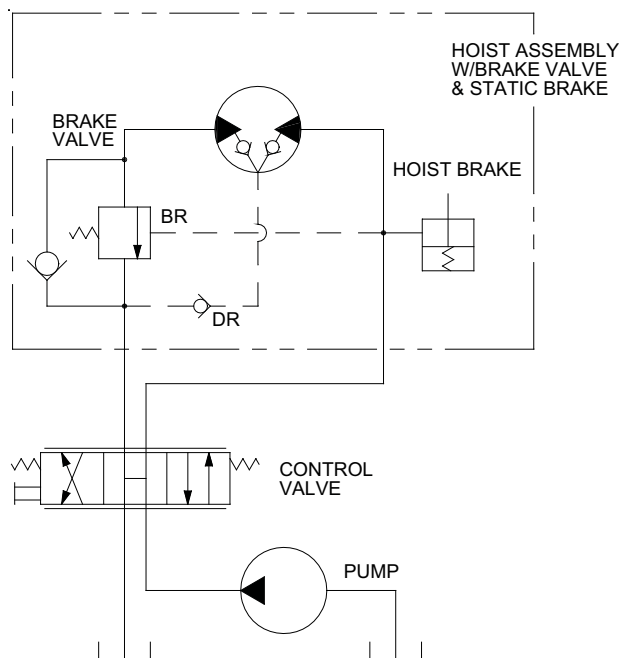 HOIST ASSEMBLY
W/BRAKE VALVE
& STATIC BRAKE
BRAKE
VALVE
HOIST BRAKE
BR
DR
CONTROL
VALVE
PUMP